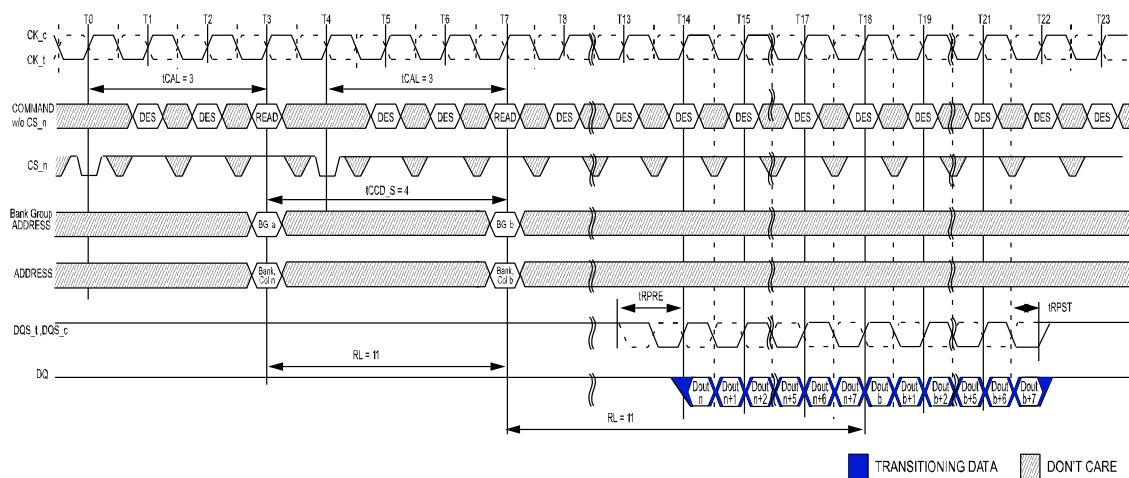 T0 T1 T2 T3 T4 T5 T6 T7 T8 T13 T14 T15 T17 T18 T19 T21 T22 T23
CK_c
CK_t
tCAL = 3 tCAL = 3
COMMAND
w/o CS_n
DES DES READ DES DES READ DES DES DES DES DES DES DES DES DES DES
CS_n
tCCD_S = 4
Bank Group
ADDRESS
BG a BG b
ADDRESS
Bank, Bank,
Col n Col b
tRPRE tRPST
DQS_t ,DQS_c
RL = 11
DQ
Dout Dout Dout Dout Dout Dout Dout Dout Dout Dout Dout Dout
n n+1 n+2 n+5 n+6 n+7 b b+1 b+2 b+5 b+6 b+7
RL = 11
TRANSITIONING DATA DON'T CARE